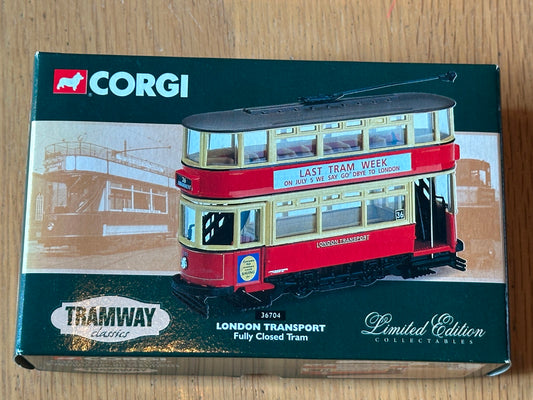 CORGI
LAST TRAM WEEK
ON JULY 5 WE SAY GOODBYE TO LONDON
36
LONDON TRANSPORT
36704
TRAMWAY
classics
LONDON TRANSPORT
Fully Closed Tram
Limited Edition
COLLECTABLES